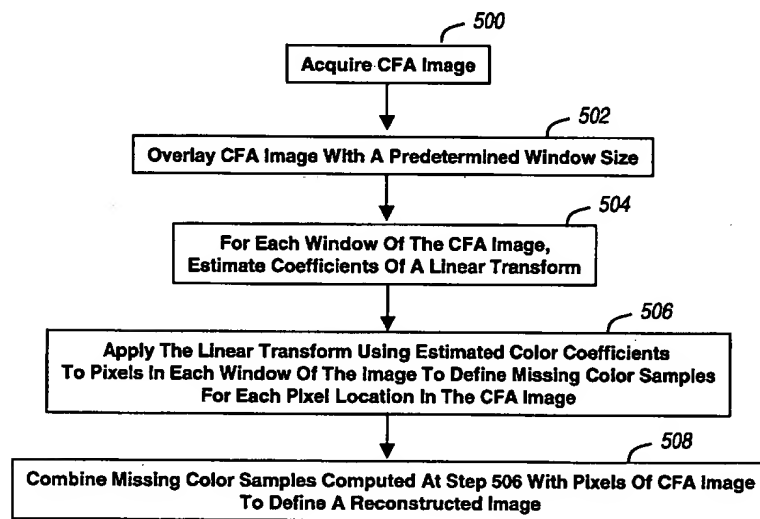 500
Acquire CFA Image
502
Overlay CFA Image With A Predetermined Window Size
504
For Each Window Of The CFA Image,
Estimate Coefficients Of A Linear Transform
506
Apply The Linear Transform Using Estimated Color Coefficients
To Pixels In Each Window Of The Image To Define Missing Color Samples
For Each Pixel Location In The CFA Image
508
Combine Missing Color Samples Computed At Step 506 With Pixels Of CFA Image
To Define A Reconstructed Image